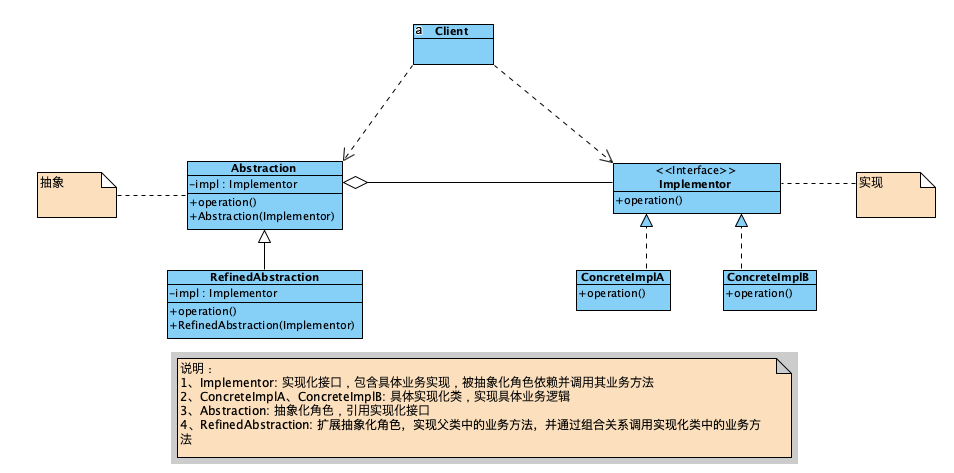 a Client
抽象
Abstraction
-impl : Implementor
+operation()
+Abstraction(Implementor)
<<Interface>>
Implementor
+operation()
实现
RefinedAbstraction
-impl : Implementor
+operation()
+RefinedAbstraction(Implementor)
ConcreteImplA
+operation()
ConcreteImplB
+operation()
说明：
1、Implementor: 实现化接口，包含具体业务实现，被抽象化角色依赖并调用其业务方法
2、ConcreteImplA、ConcreteImplB: 具体实现化类，实现具体业务逻辑
3、Abstraction: 抽象化角色，引用实现化接口
4、RefinedAbstraction: 扩展抽象化角色，实现父类中的业务方法，并通过组合关系调用实现化类中的业务方
法